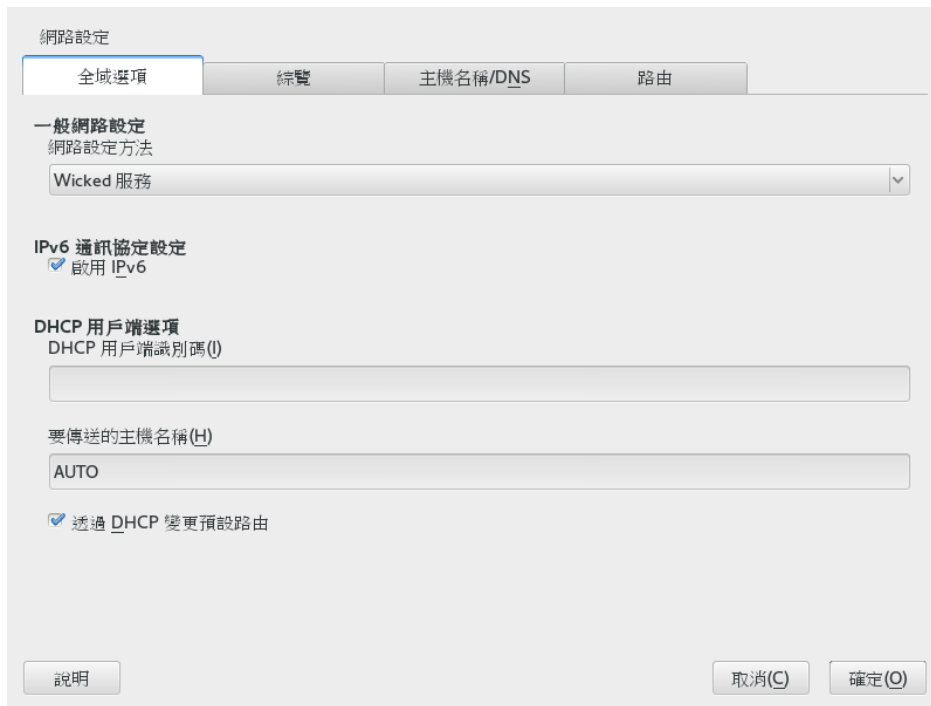 網路設定
全域選項
綜覽
主機名稱/DNS
路由
一般網路設定
網路設定方法
Wicked 服務
IPv6 通訊協定設定
啟用 IPv6
DHCP 用戶端選項
DHCP 用戶端識別碼(I)
要傳送的主機名稱(H)
AUTO
透過 DHCP 變更預設路由
說明
取消(C)
確定(O)